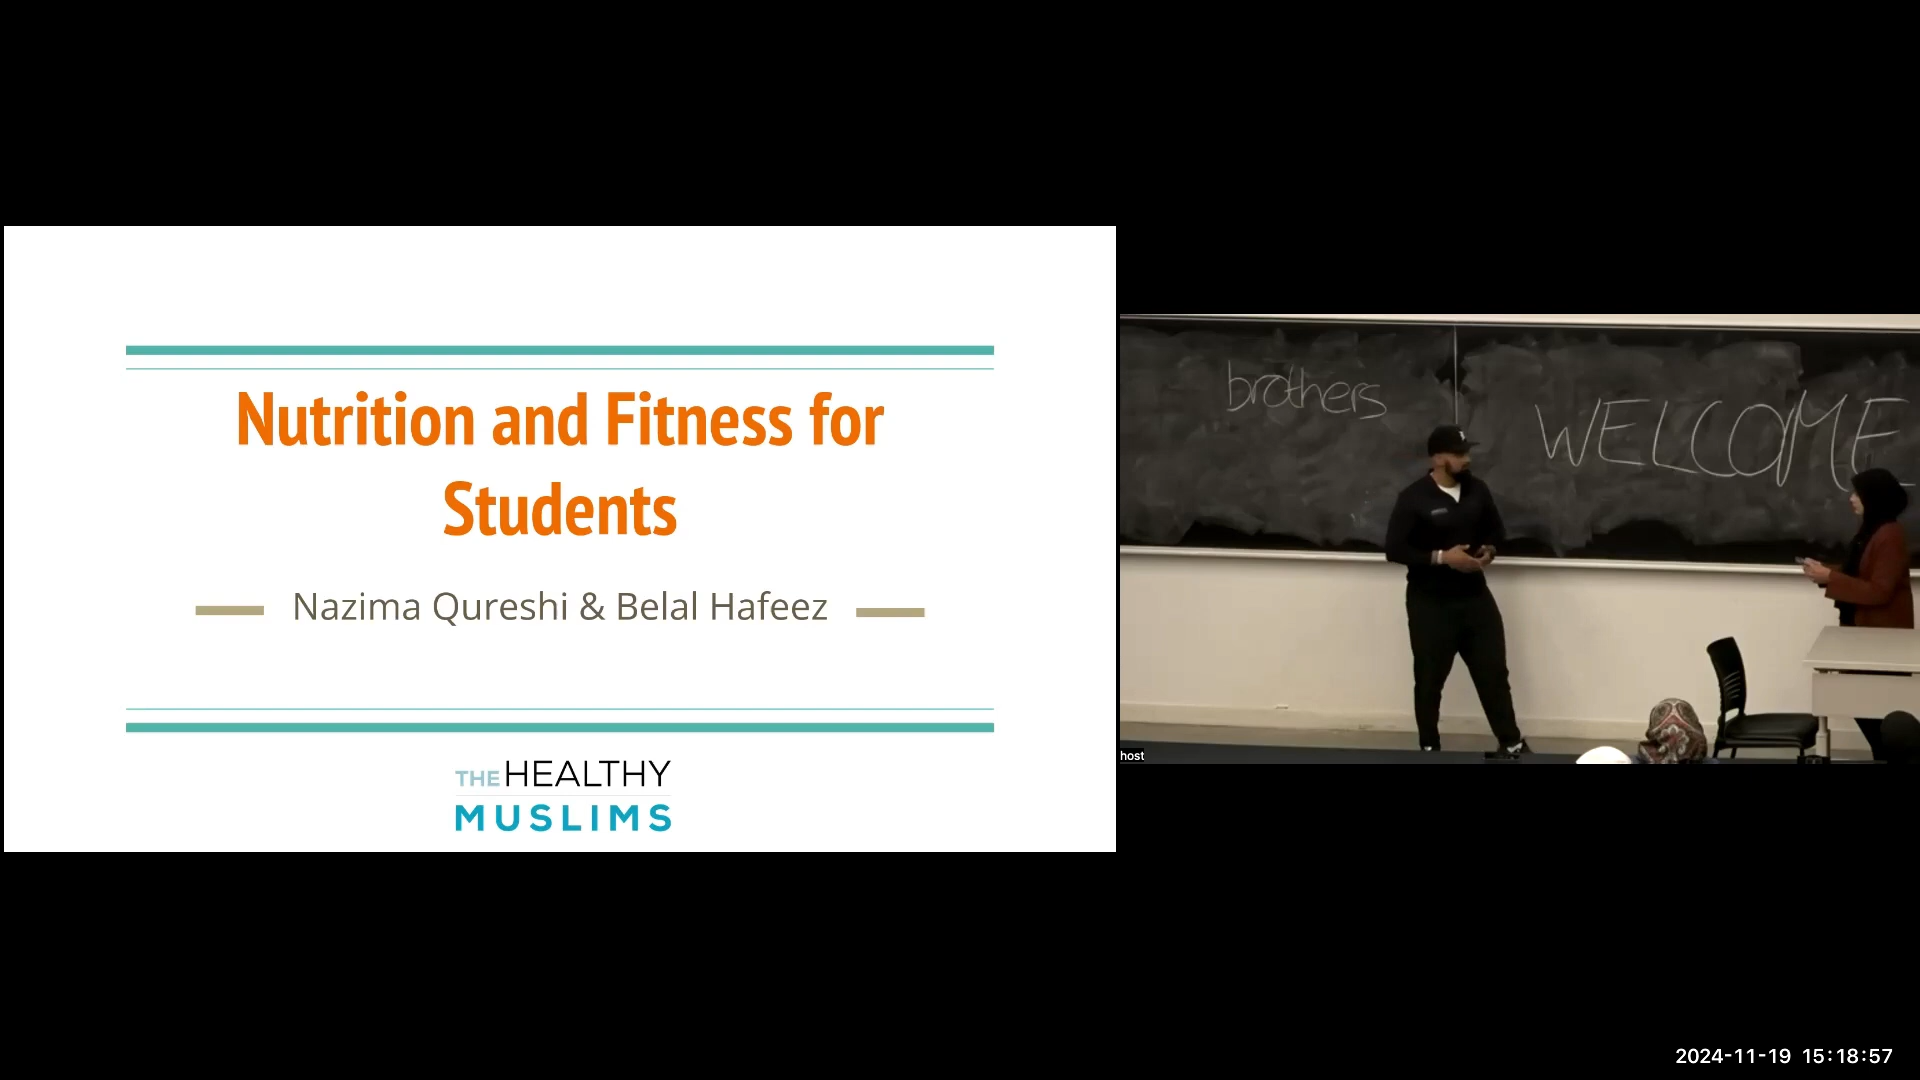 Nutrition and Fitness for
Students
Nazima Qureshi & Belal Hafeez
THE HEALTHY
MUSLIMS
brothers
WELCOME
host
2024-11-19 15:18:57